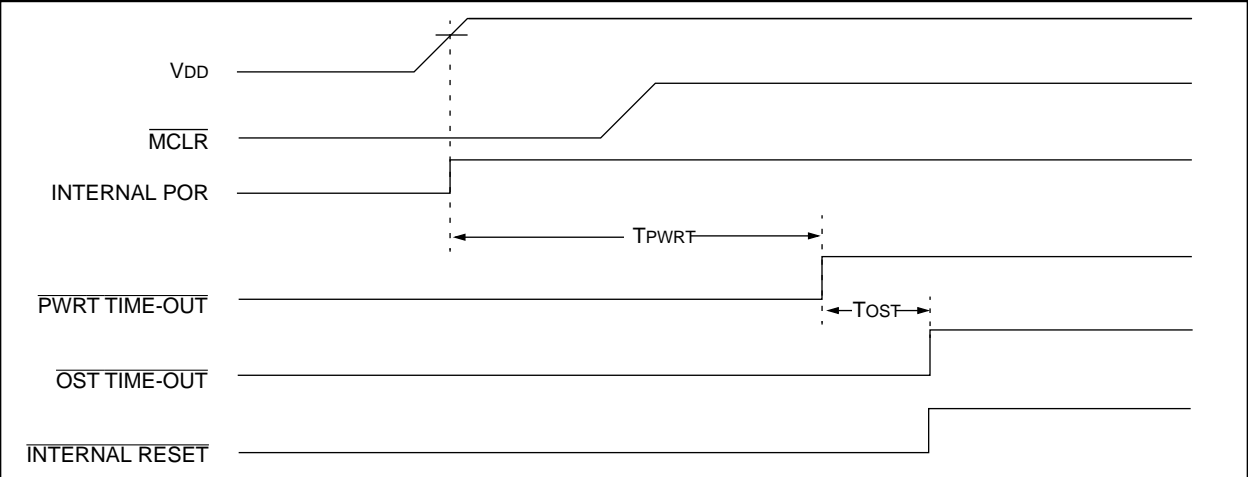 VDD
MCLR
INTERNAL POR
TPWRT
PWRT TIME-OUT
TOST
OST TIME-OUT
INTERNAL RESET